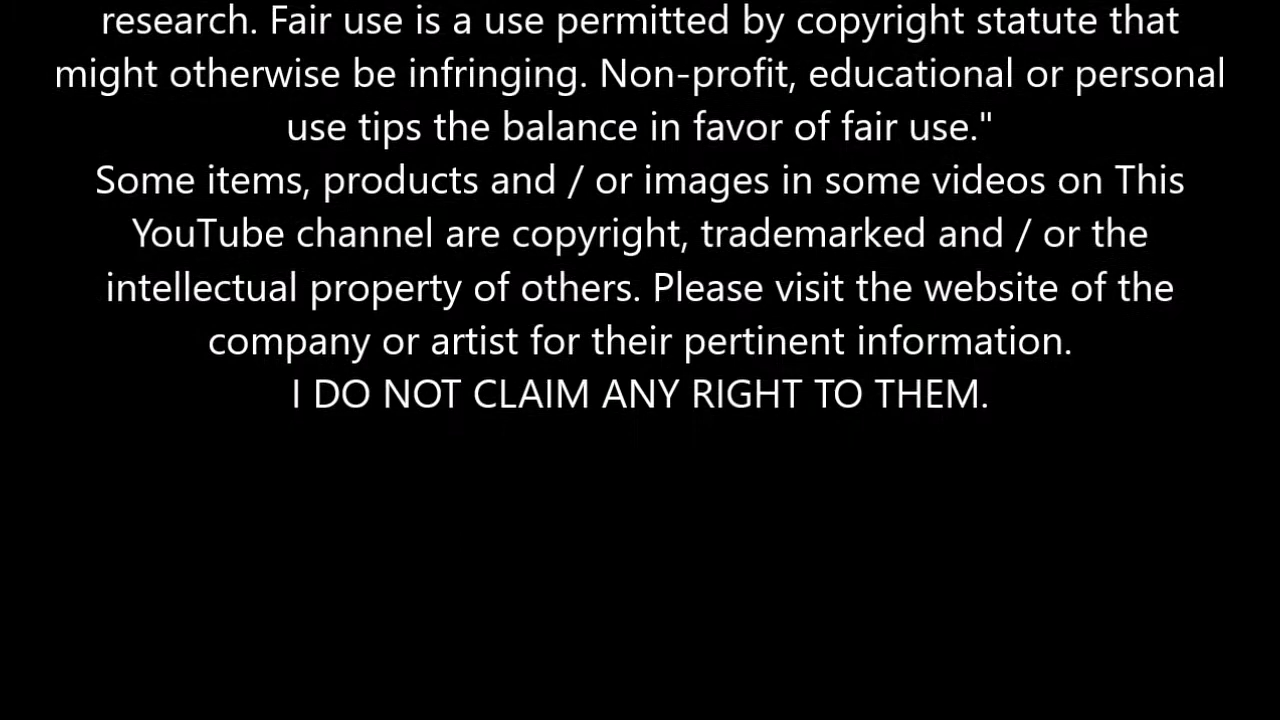 research. Fair use is a use permitted by copyright statute that
might otherwise be infringing. Non-profit, educational or personal
use tips the balance in favor of fair use."
Some items, products and / or images in some videos on This
YouTube channel are copyright, trademarked and / or the
intellectual property of others. Please visit the website of the
company or artist for their pertinent information.
I DO NOT CLAIM ANY RIGHT TO THEM.